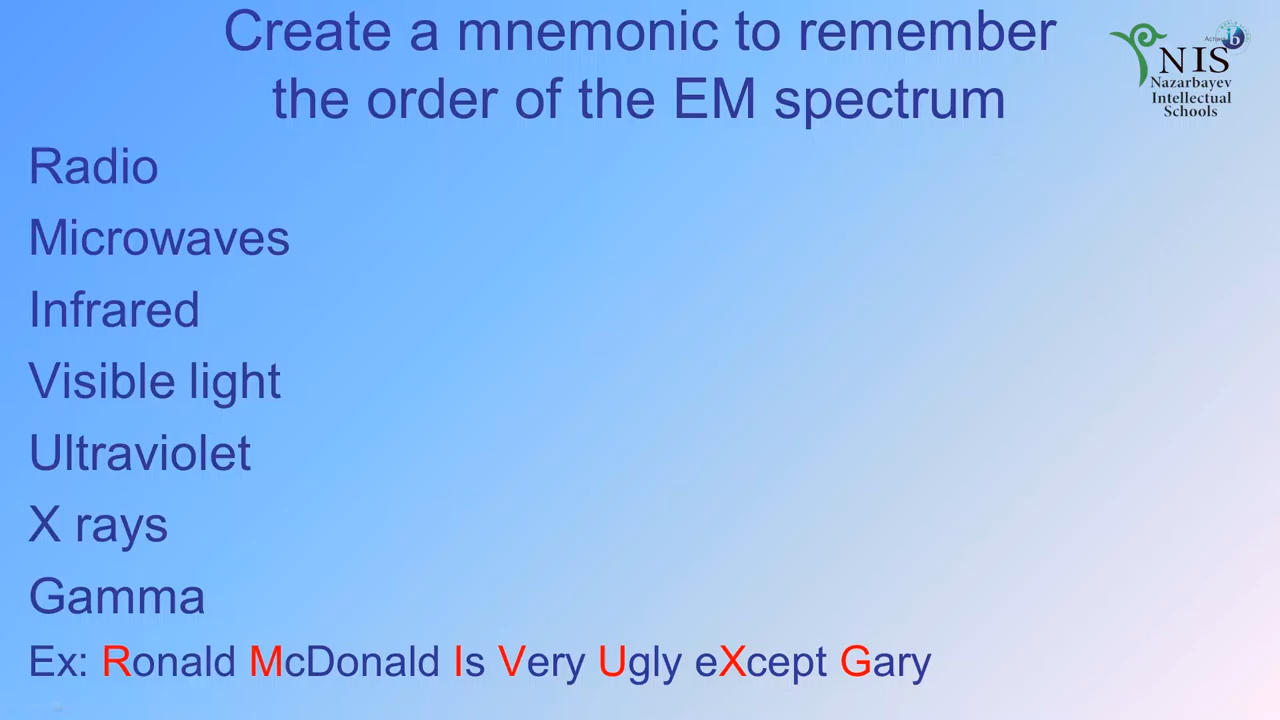 Create a mnemonic to remember
the order of the EM spectrum
NIS
Nazarbayev
Intellectual
Schools
Radio
Microwaves
Infrared
Visible light
Ultraviolet
X rays
Gamma
Ex: Ronald McDonald Is Very Ugly eXcept Gary